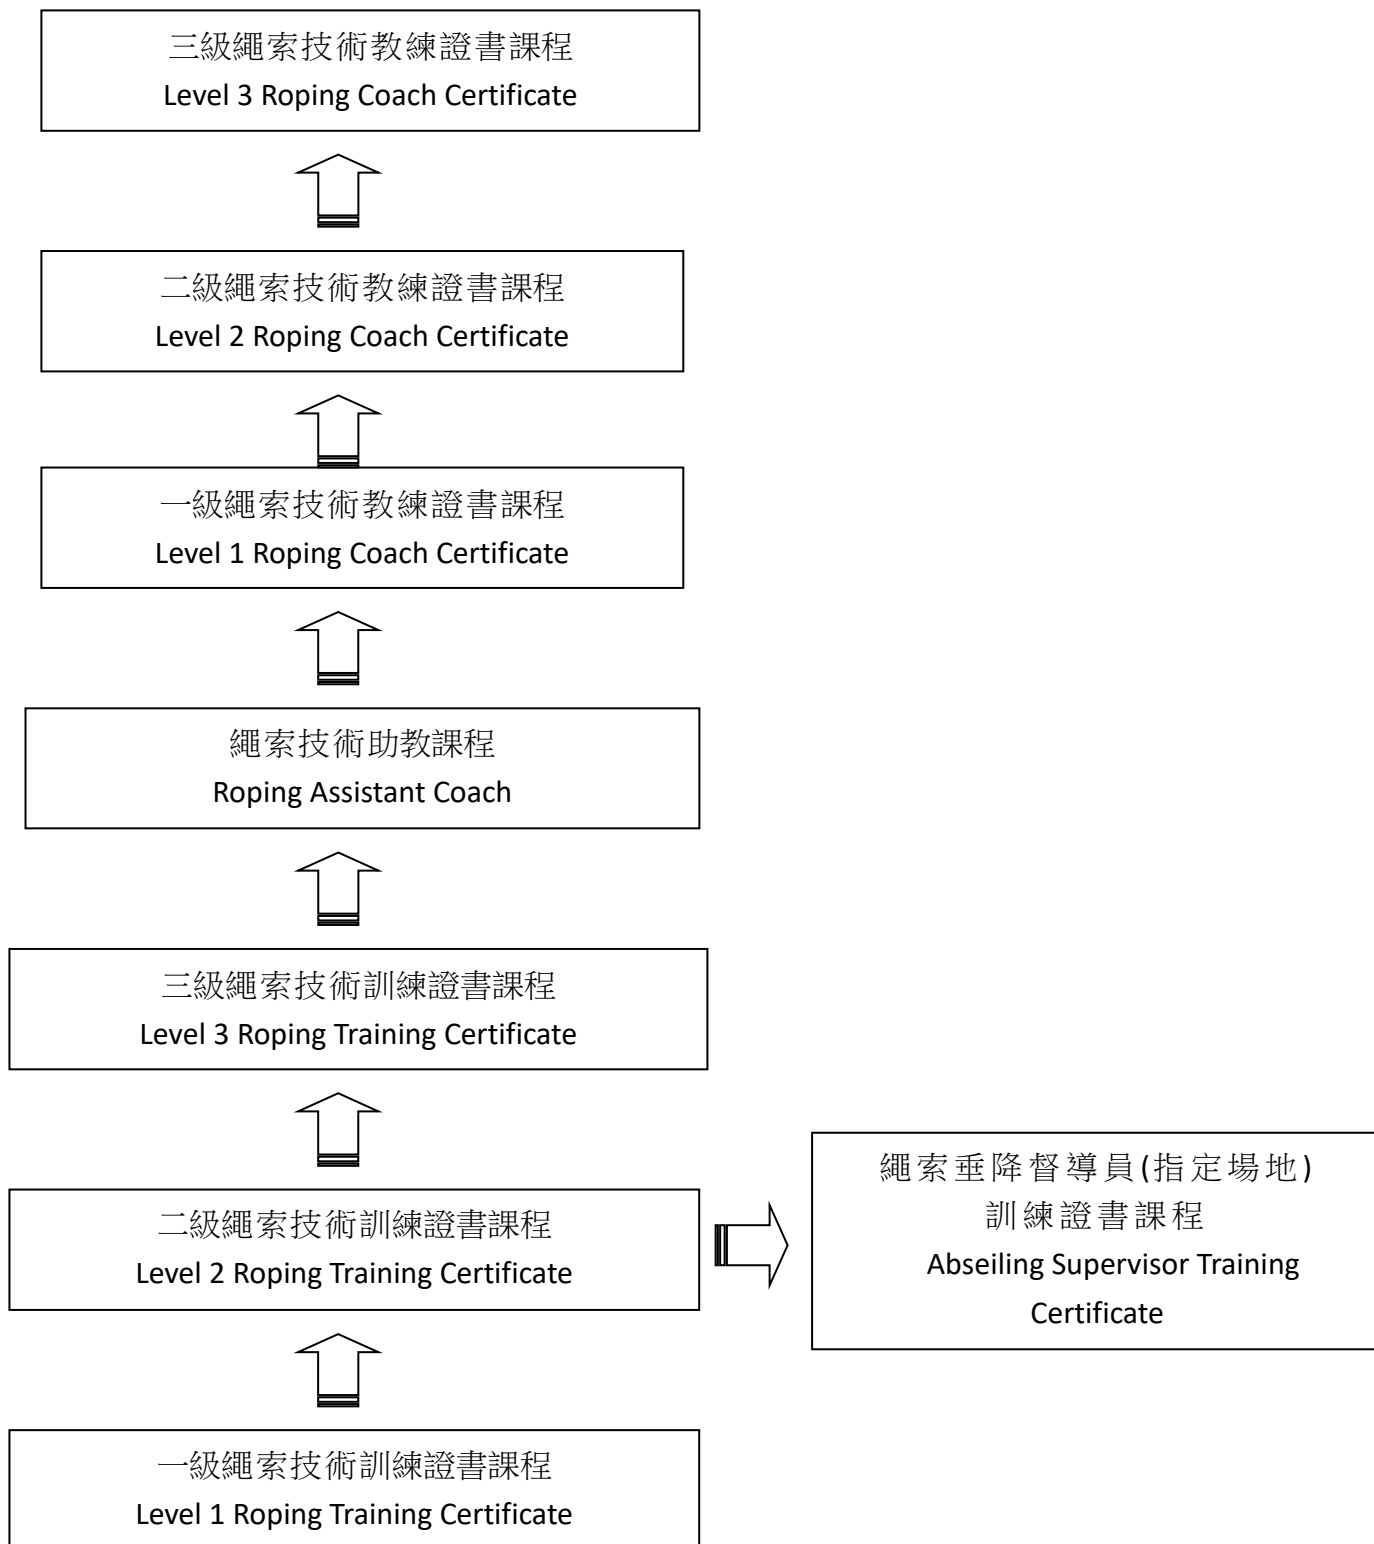 三級繩索技術教練證書課程
Level 3 Roping Coach Certificate
二級繩索技術教練證書課程
Level 2 Roping Coach Certificate
一級繩索技術教練證書課程
Level 1 Roping Coach Certificate
繩索技術助教課程
Roping Assistant Coach
三級繩索技術訓練證書課程
Level 3 Roping Training Certificate
二級繩索技術訓練證書課程
Level 2 Roping Training Certificate
繩索垂降督導員(指定場地)
訓練證書課程
Abseiling Supervisor Training
Certificate
一級繩索技術訓練證書課程
Level 1 Roping Training Certificate